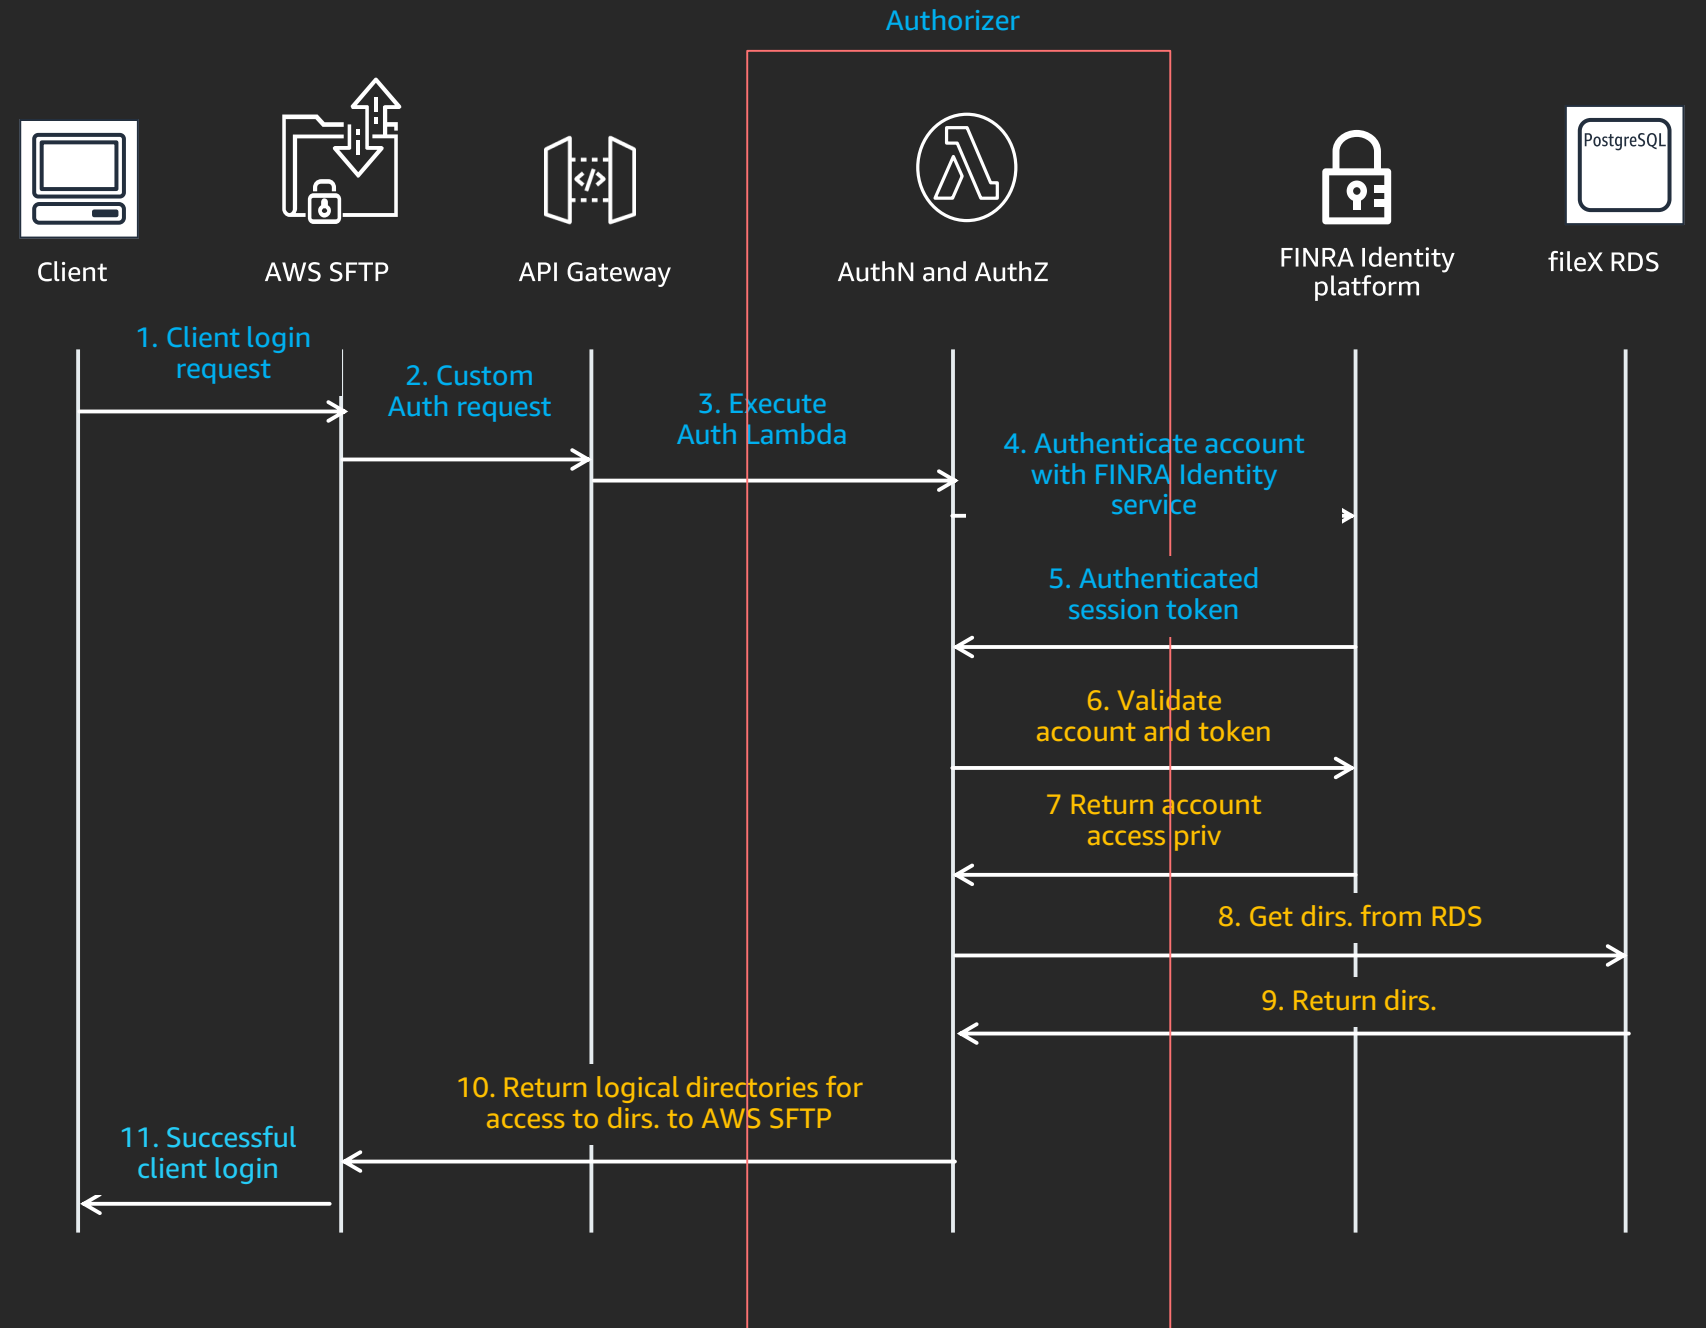 Authorizer
PostgreSQL
Client
AWS SFTP
API Gateway
AuthN and AuthZ
FINRA Identity
platform
fileX RDS
1. Client login
request
2. Custom
Auth request
3. Execute
Auth Lambda
4. Authenticate account
with FINRA Identity
service
5. Authenticated
session token
6. Validate
account and token
7 Return account
access priv
8. Get dirs. from RDS
9. Return dirs.
10. Return logical directories for
access to dirs. to AWS SFTP
11. Successful
client login